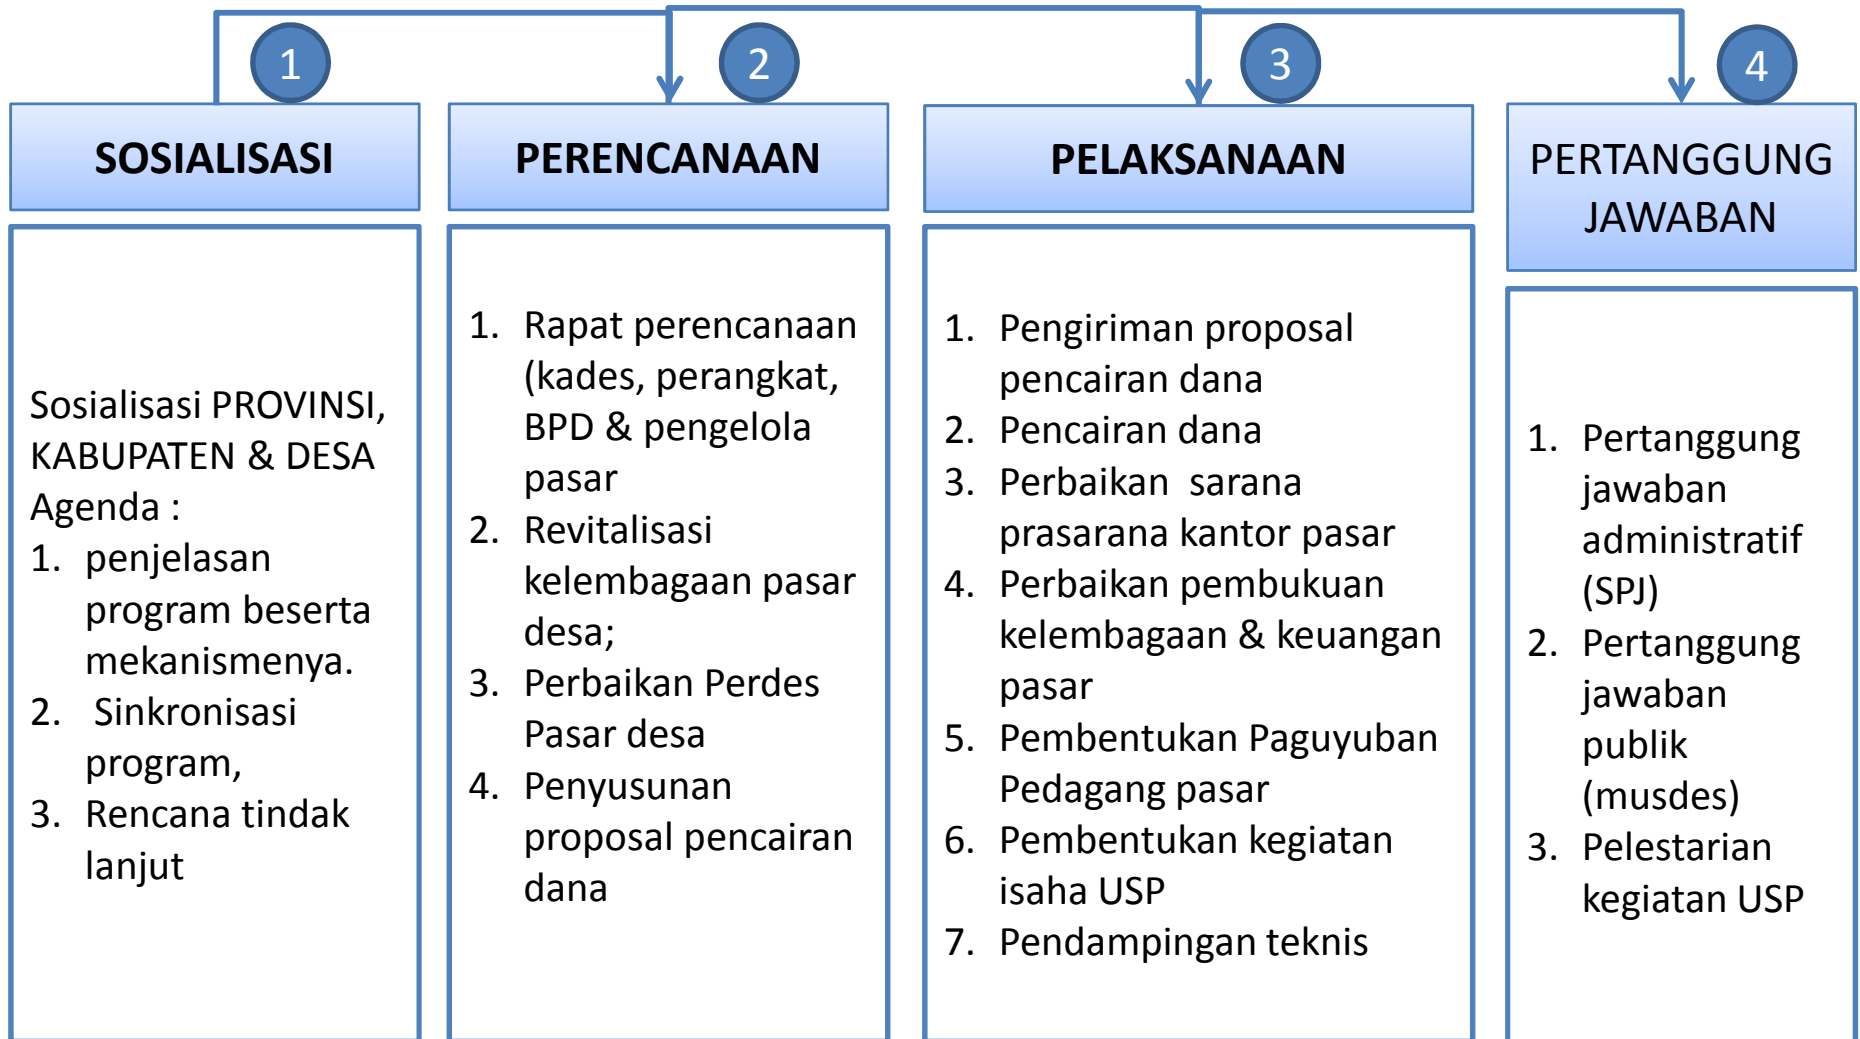 1
SOSIALISASI
Sosialisasi PROVINSI,
KABUPATEN & DESA
Agenda :
1. penjelasan
program beserta
mekanismenya.
2. Sinkronisasi
program,
3. Rencana tindak
lanjut
2
PERENCANAAN
1. Rapat perencanaan
(kades, perangkat,
BPD & pengelola
pasar
2. Revitalisasi
kelembagaan pasar
desa;
3. Perbaikan Perdes
Pasar desa
4. Penyusunan
proposal pencairan
dana
3
PELAKSANAAN
1. Pengiriman proposal
pencairan dana
2. Pencairan dana
3. Perbaikan sarana
prasarana kantor pasar
4. Perbaikan pembukuan
kelembagaan & keuangan
pasar
5. Pembentukan Paguyuban
Pedagang pasar
6. Pembentukan kegiatan
isaha USP
7. Pendampingan teknis
4
PERTANGGUNG
JAWABAN
1. Pertanggung
jawaban
administratif
(SPJ)
2. Pertanggung
jawaban
publik
(musdes)
3. Pelestarian
kegiatan USP